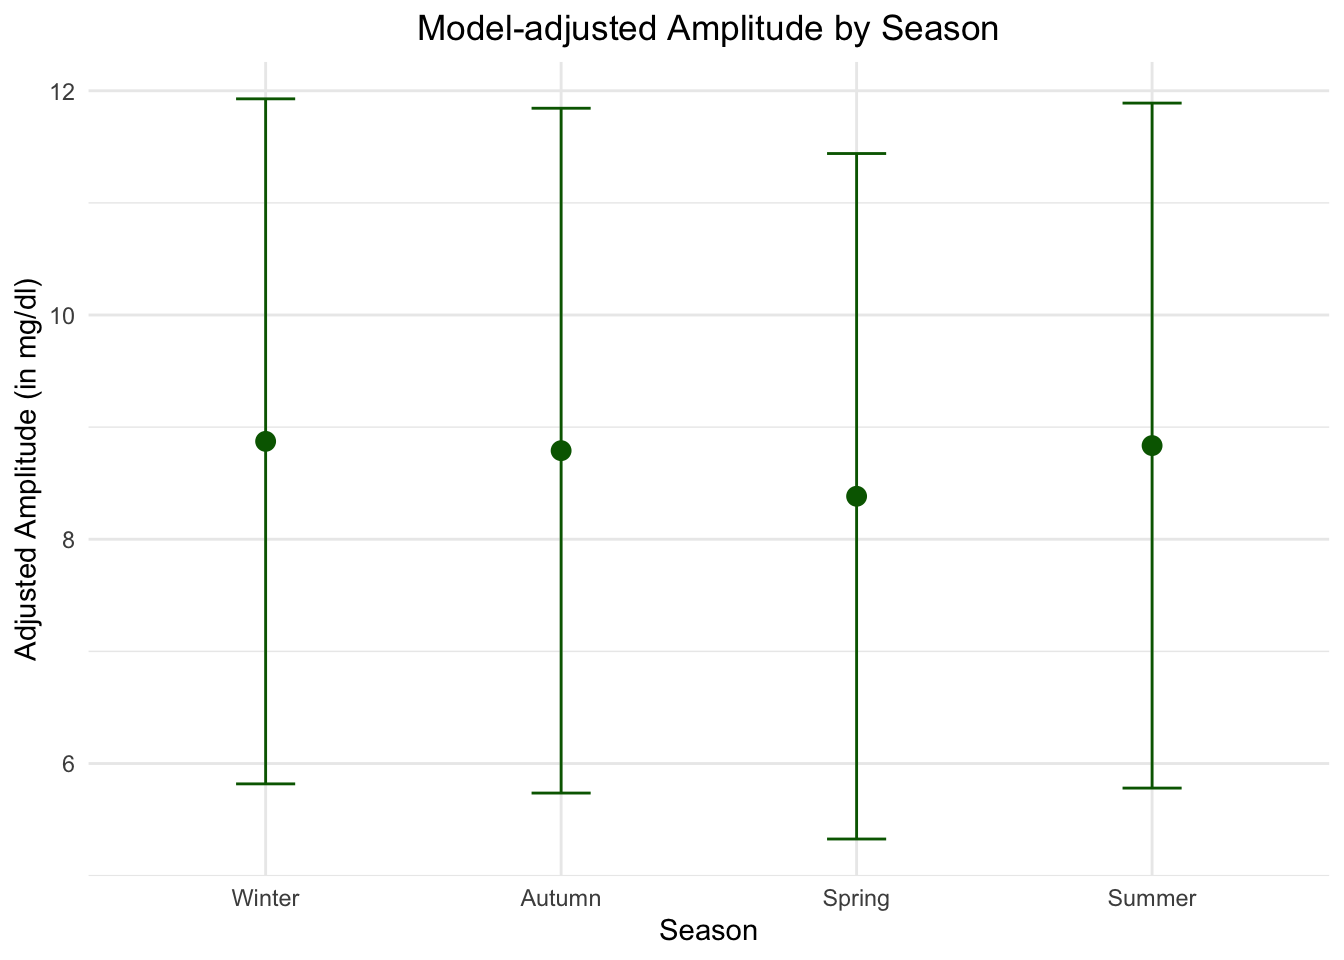 Model-adjusted Amplitude by Season
Adjusted Amplitude (in mg/dl)
12
10
8
6
Winter Autumn Spring Summer
Season